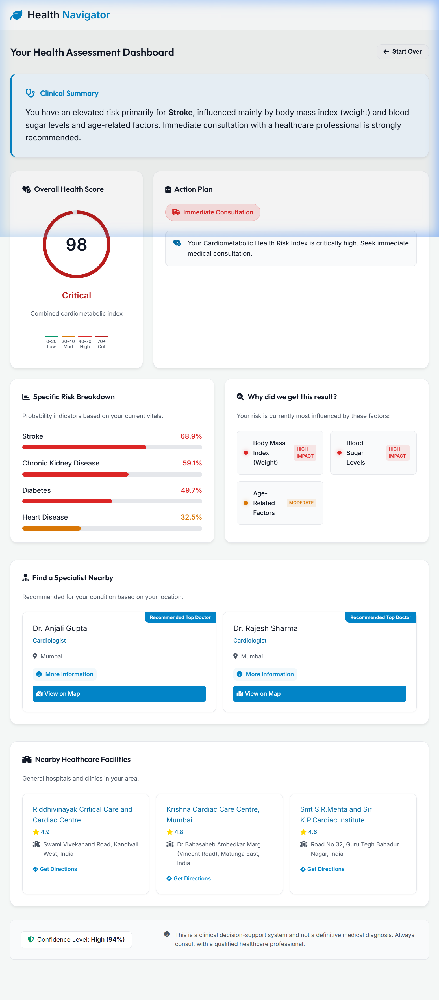 Health Navigator
Your Health Assessment Dashboard
Start Over
Clinical Summary
You have an elevated risk primarily for Stroke, influenced mainly by body mass index (weight) and blood
sugar levels and age-related factors. Immediate consultation with a healthcare professional is strongly
recommended.
Overall Health Score
98
Critical
Combined cardiometabolic index
0-20
Low
20-40
Mod
40-70
High
70+
Crit
Action Plan
Immediate Consultation
Your Cardiometabolic Health Risk Index is critically high. Seek immediate
medical consultation.
Specific Risk Breakdown
Probability indicators based on your current vitals.
Stroke 68.9%
Chronic Kidney Disease 59.1%
Diabetes 49.7%
Heart Disease 32.5%
Why did we get this result?
Your risk is currently most influenced by these factors:
Body Mass
Index
(Weight)
HIGH
IMPACT
Blood
Sugar
Levels
HIGH
IMPACT
Age-
Related
Factors
MODERATE
Find a Specialist Nearby
Recommended for your condition based on your location.
Recommended Top Doctor
Dr. Anjali Gupta
Cardiologist
Mumbai
More Information
View on Map
Recommended Top Doctor
Dr. Rajesh Sharma
Cardiologist
Mumbai
More Information
View on Map
Nearby Healthcare Facilities
General hospitals and clinics in your area.
Riddhivinayak Critical Care and
Cardiac Centre
4.9
Swami Vivekanand Road, Kandivali
West, India
Get Directions
Krishna Cardiac Care Centre,
Mumbai
4.8
Dr Babasaheb Ambedkar Marg
(Vincent Road), Matunga East,
India
Get Directions
Smt S.R.Mehta and Sir
K.P.Cardiac Institute
4.6
Road No 32, Guru Tegh Bahadur
Nagar, India
Get Directions
Confidence Level: High (94%)
This is a clinical decision-support system and not a definitive medical diagnosis. Always
consult with a qualified healthcare professional.